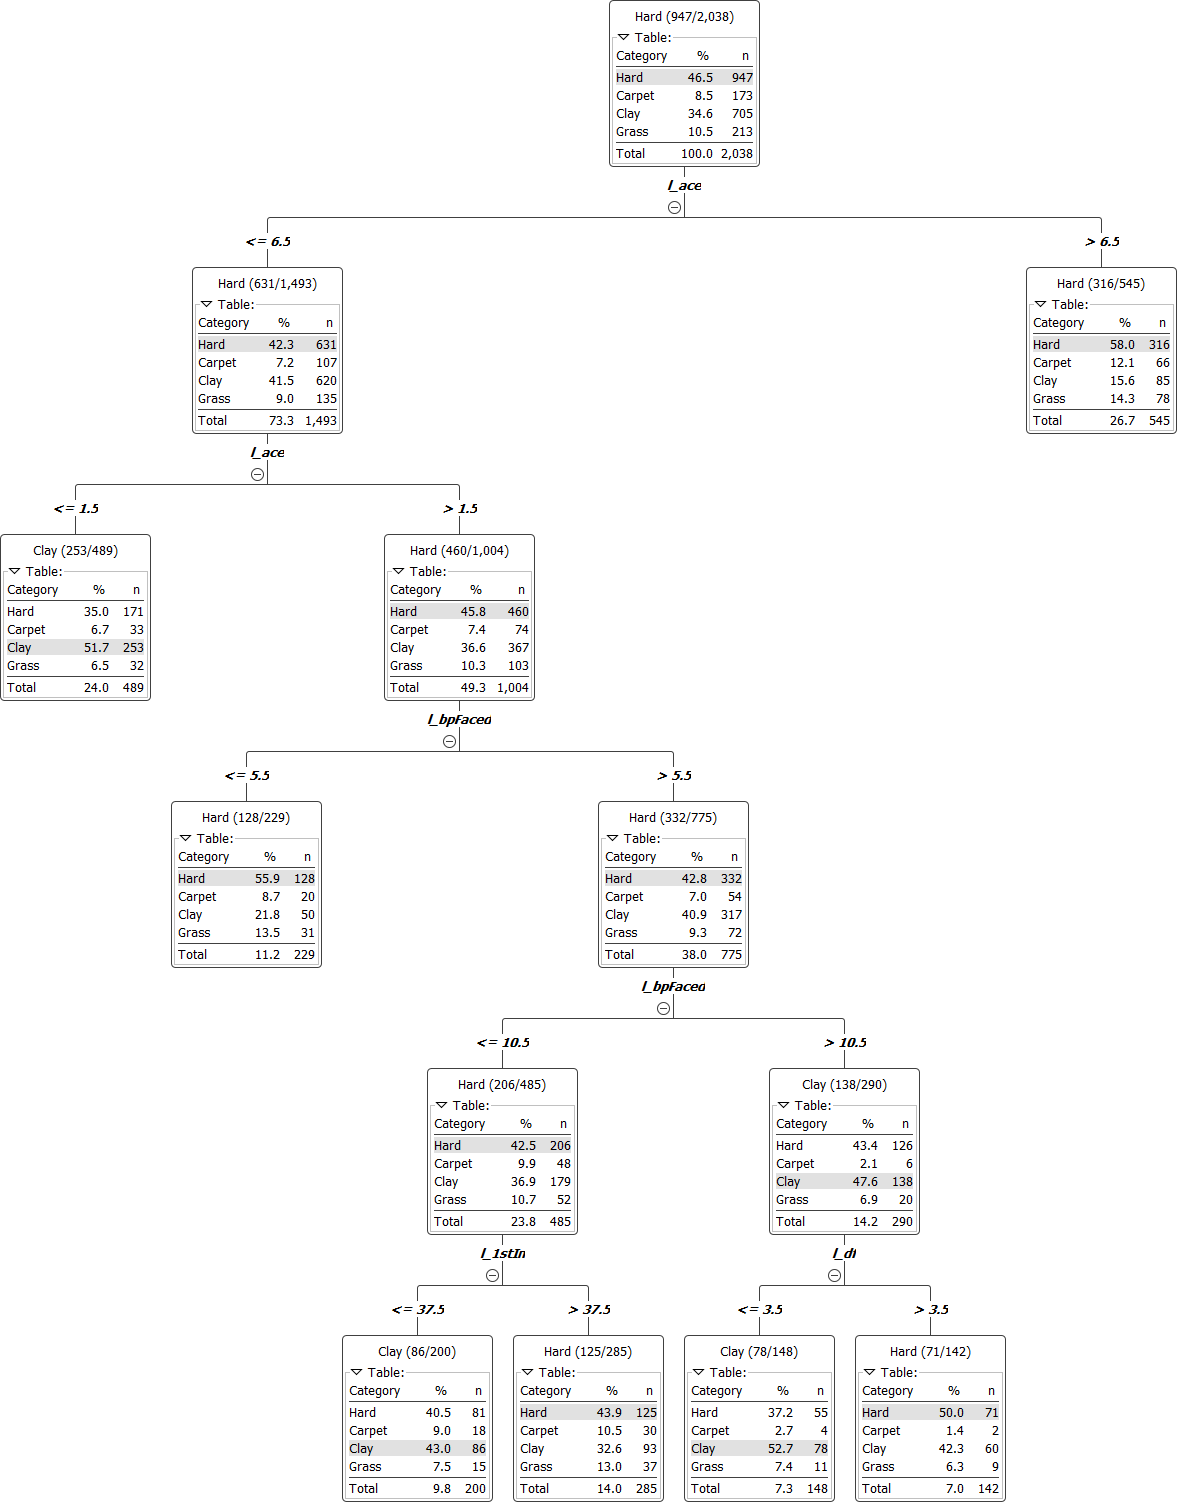 Hard (947/2,038)
Table:
Category % n
Hard 46.5 947
Carpet 8.5 173
Clay 34.6 705
Grass 10.5 213
Total 100.0 2,038
l_ace
<= 6.5
> 6.5
Hard (631/1,493)
Table:
Category % n
Hard 42.3 631
Carpet 7.2 107
Clay 41.5 620
Grass 9.0 135
Total 73.3 1,493
Hard (316/545)
Table:
Category % n
Hard 58.0 316
Carpet 12.1 66
Clay 15.6 85
Grass 14.3 78
Total 26.7 545
l_ace
<= 1.5
> 1.5
Clay (253/489)
Table:
Category % n
Hard 35.0 171
Carpet 6.7 33
Clay 51.7 253
Grass 6.5 32
Total 24.0 489
Hard (460/1,004)
Table:
Category % n
Hard 45.8 460
Carpet 7.4 74
Clay 36.6 367
Grass 10.3 103
Total 49.3 1,004
l_bpFaced
<= 5.5
> 5.5
Hard (128/229)
Table:
Category % n
Hard 55.9 128
Carpet 8.7 20
Clay 21.8 50
Grass 13.5 31
Total 11.2 229
Hard (332/775)
Table:
Category % n
Hard 42.8 332
Carpet 7.0 54
Clay 40.9 317
Grass 9.3 72
Total 38.0 775
l_bpFaced
<= 10.5
> 10.5
Hard (206/485)
Table:
Category % n
Hard 42.5 206
Carpet 9.9 48
Clay 36.9 179
Grass 10.7 52
Total 23.8 485
Clay (138/290)
Table:
Category % n
Hard 43.4 126
Carpet 2.1 6
Clay 47.6 138
Grass 6.9 20
Total 14.2 290
l_1stIn
l_df
<= 37.5
> 37.5
<= 3.5
> 3.5
Clay (86/200)
Table:
Category % n
Hard 40.5 81
Carpet 9.0 18
Clay 43.0 86
Grass 7.5 15
Total 9.8 200
Hard (125/285)
Table:
Category % n
Hard 43.9 125
Carpet 10.5 30
Clay 32.6 93
Grass 13.0 37
Total 14.0 285
Clay (78/148)
Table:
Category % n
Hard 37.2 55
Carpet 2.7 4
Clay 52.7 78
Grass 7.4 11
Total 7.3 148
Hard (71/142)
Table:
Category % n
Hard 50.0 71
Carpet 1.4 2
Clay 42.3 60
Grass 6.3 9
Total 7.0 142